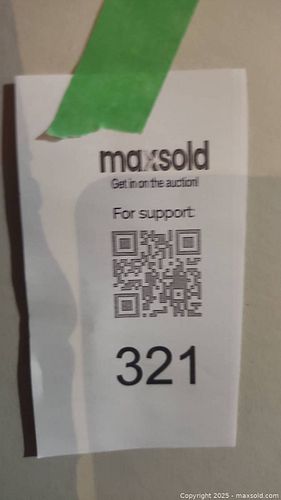 maxsold
Get in on the auction!
For support:
321
Copyright 2025 - maxsold.com